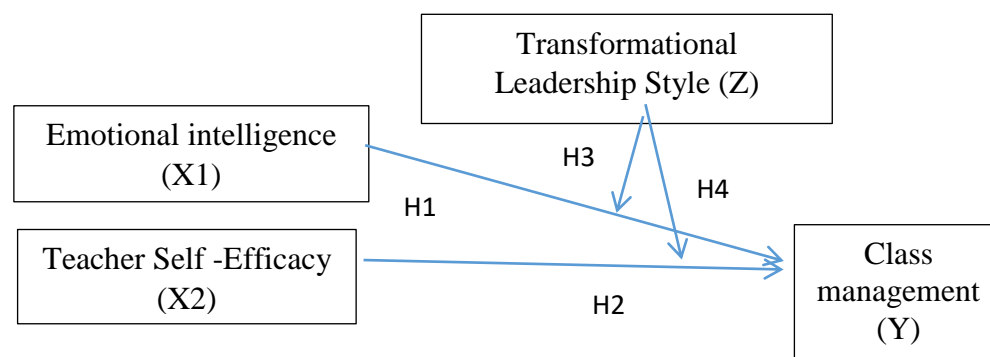 Transformational
Leadership Style (Z)
Emotional intelligence
(X1)
H3
H4
H1
Teacher Self -Efficacy
(X2)
Class
management
(Y)
H2